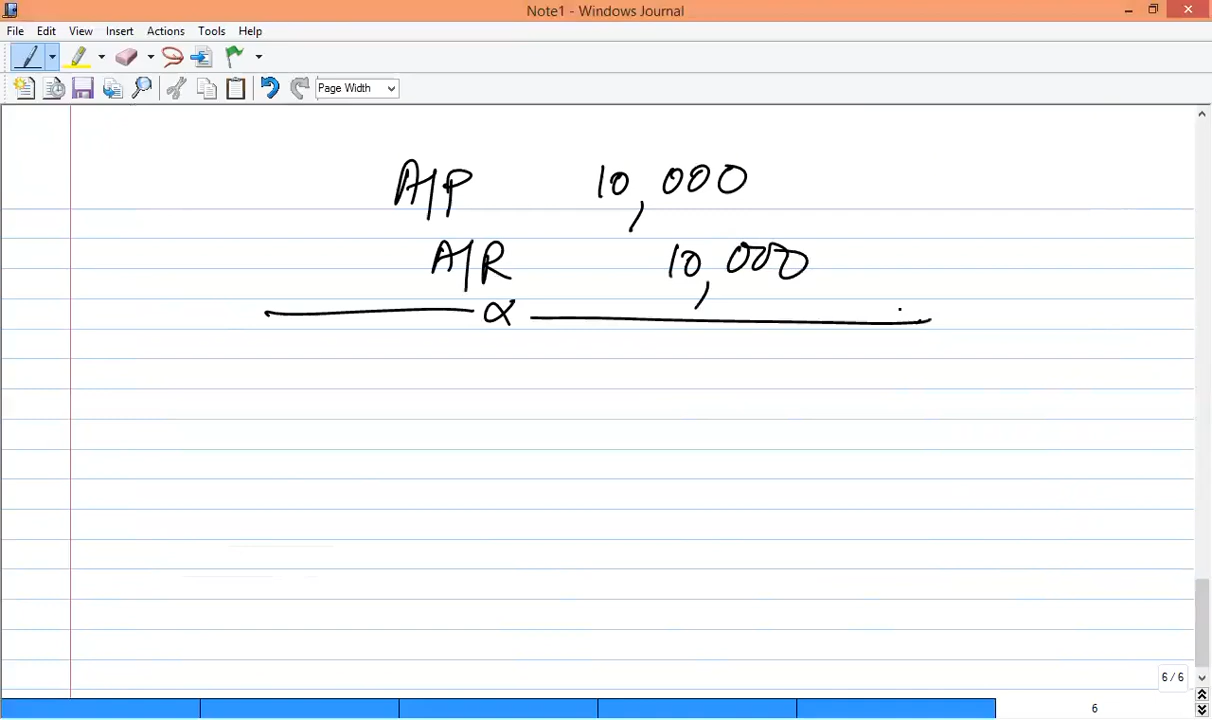 Note1 - Windows Journal
File Edit View Insert Actions Tools Help
Page Width
A/P 10,000
A/R 10,000
6 / 6
6